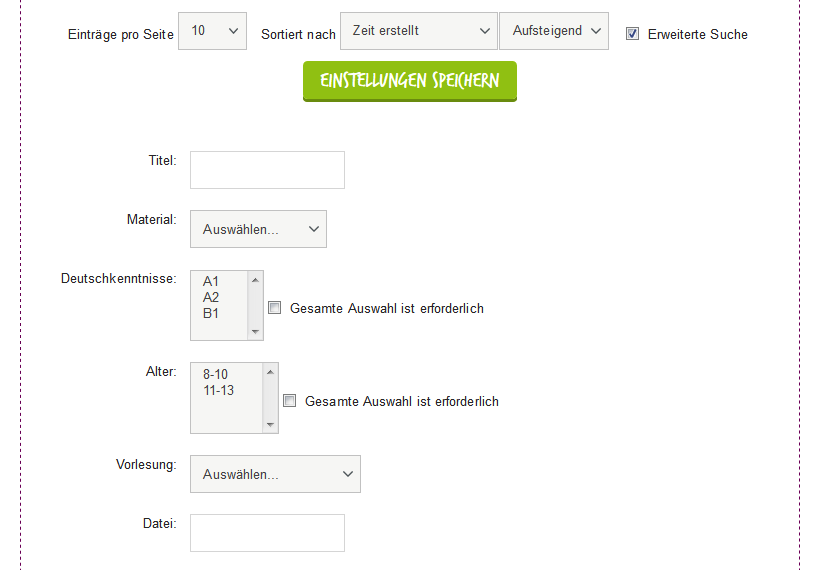 Einträge pro Seite 10 Sortiert nach Zeit erstellt Aufsteigend Erweiterte Suche
EINSTELLUNGEN SPEICHERN
Titel:
Material: Auswählen...
Deutschkenntnisse: A1
A2
B1
Gesamte Auswahl ist erforderlich
Alter: 8-10
11-13
Gesamte Auswahl ist erforderlich
Vorlesung: Auswählen...
Datei: